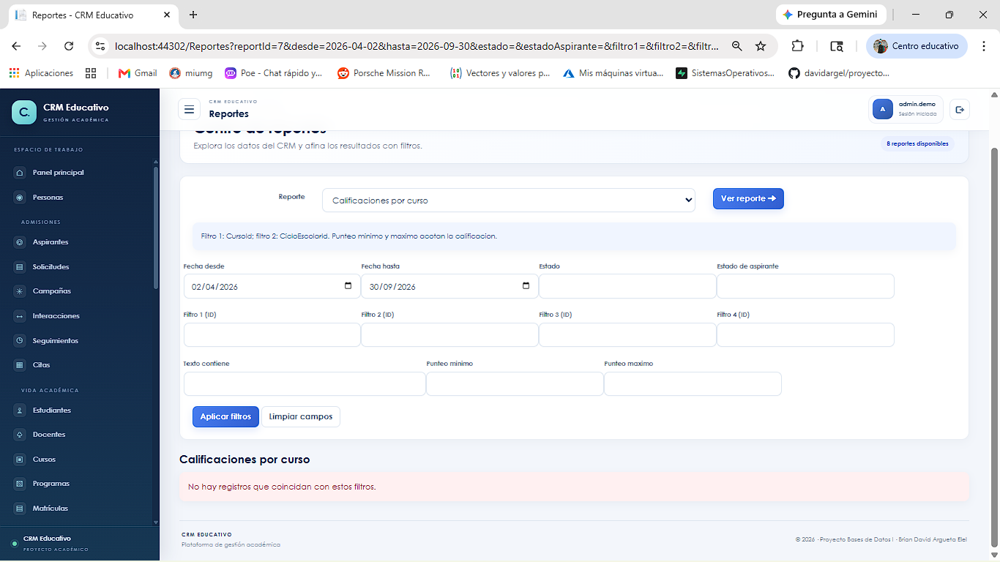 Reportes - CRM Educativo
Pregunta a Gemini
localhost:44302/Reportes?reportId=7&desde=2026-04-02&hasta=2026-09-30&estado=&estadoAspirante=&filtro1=&filtro2=&filtr...
Centro educativo
Aplicaciones
Gmail
miumg
Poe - Chat rápido y...
Porsche Mission R...
Vectores y valores p...
Mis máquinas virtua...
SistemasOperativos...
davidargel/proyecto...
C.
CRM Educativo
GESTIÓN ACADÉMICA
ESPACIO DE TRABAJO
Panel principal
Personas
ADMISIONES
Aspirantes
Solicitudes
Campañas
Interacciones
Seguimientos
Citas
VIDA ACADÉMICA
Estudiantes
Docentes
Cursos
Programas
Matrículas
CRM Educativo
PROYECTO ACADÉMICO
CRM EDUCATIVO
Reportes
A
admin.demo
Sesión iniciada
Centro de reportes
Explora los datos del CRM y afina los resultados con filtros.
8 reportes disponibles
Reporte
Calificaciones por curso
Ver reporte →
Filtro 1: CursoId; filtro 2: CicloEscolarId. Punteo minimo y maximo acotan la calificacion.
Fecha desde
Fecha hasta
Estado
Estado de aspirante
02/04/2026
30/09/2026
Filtro 1 (ID)
Filtro 2 (ID)
Filtro 3 (ID)
Filtro 4 (ID)
Texto contiene
Punteo minimo
Punteo maximo
Aplicar filtros
Limpiar campos
Calificaciones por curso
No hay registros que coincidan con estos filtros.
CRM EDUCATIVO
Plataforma de gestión académica
© 2026 · Proyecto Bases de Datos I · Brian David Argueta Elel